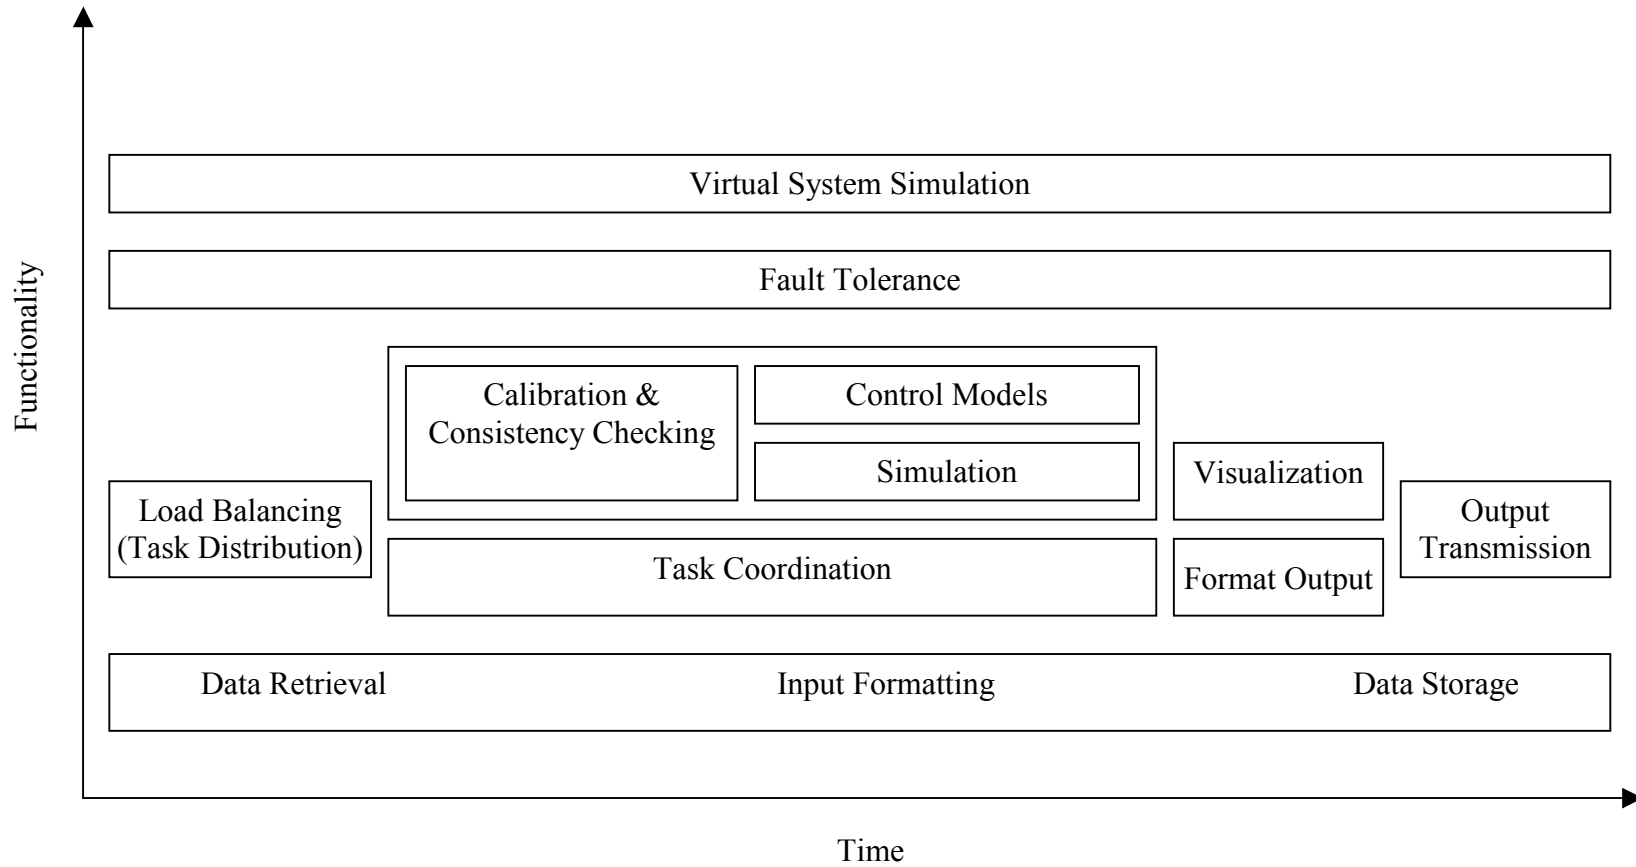 Virtual System Simulation
Fault Tolerance
Functionality
Calibration &
Consistency Checking
Control Models
Simulation
Visualization
Load Balancing
(Task Distribution)
Output
Transmission
Task Coordination
Format Output
Data Retrieval
Input Formatting
Data Storage
Time